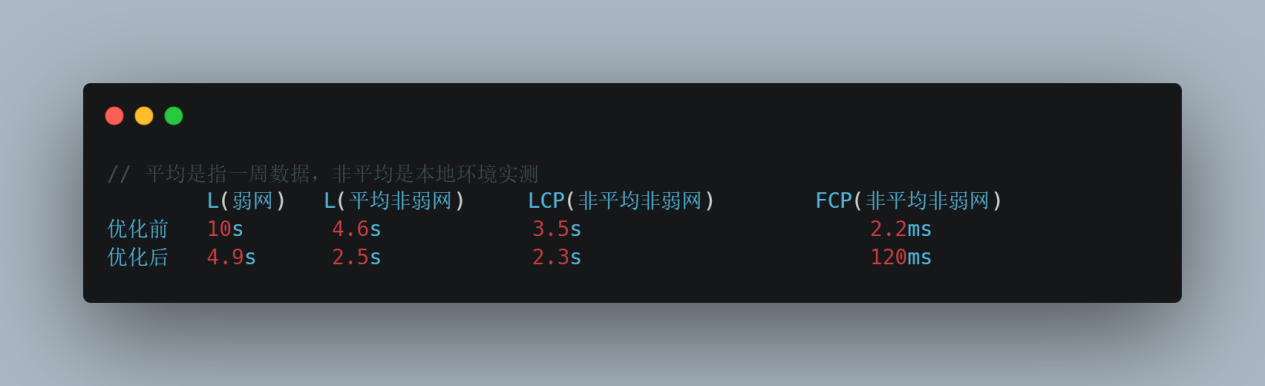 // 平均是指一周数据，非平均是本地环境实测
L(弱网) L(平均非弱网) LCP(非平均非弱网) FCP(非平均非弱网)
优化前 10s 4.6s 3.5s 2.2ms
优化后 4.9s 2.5s 2.3s 120ms